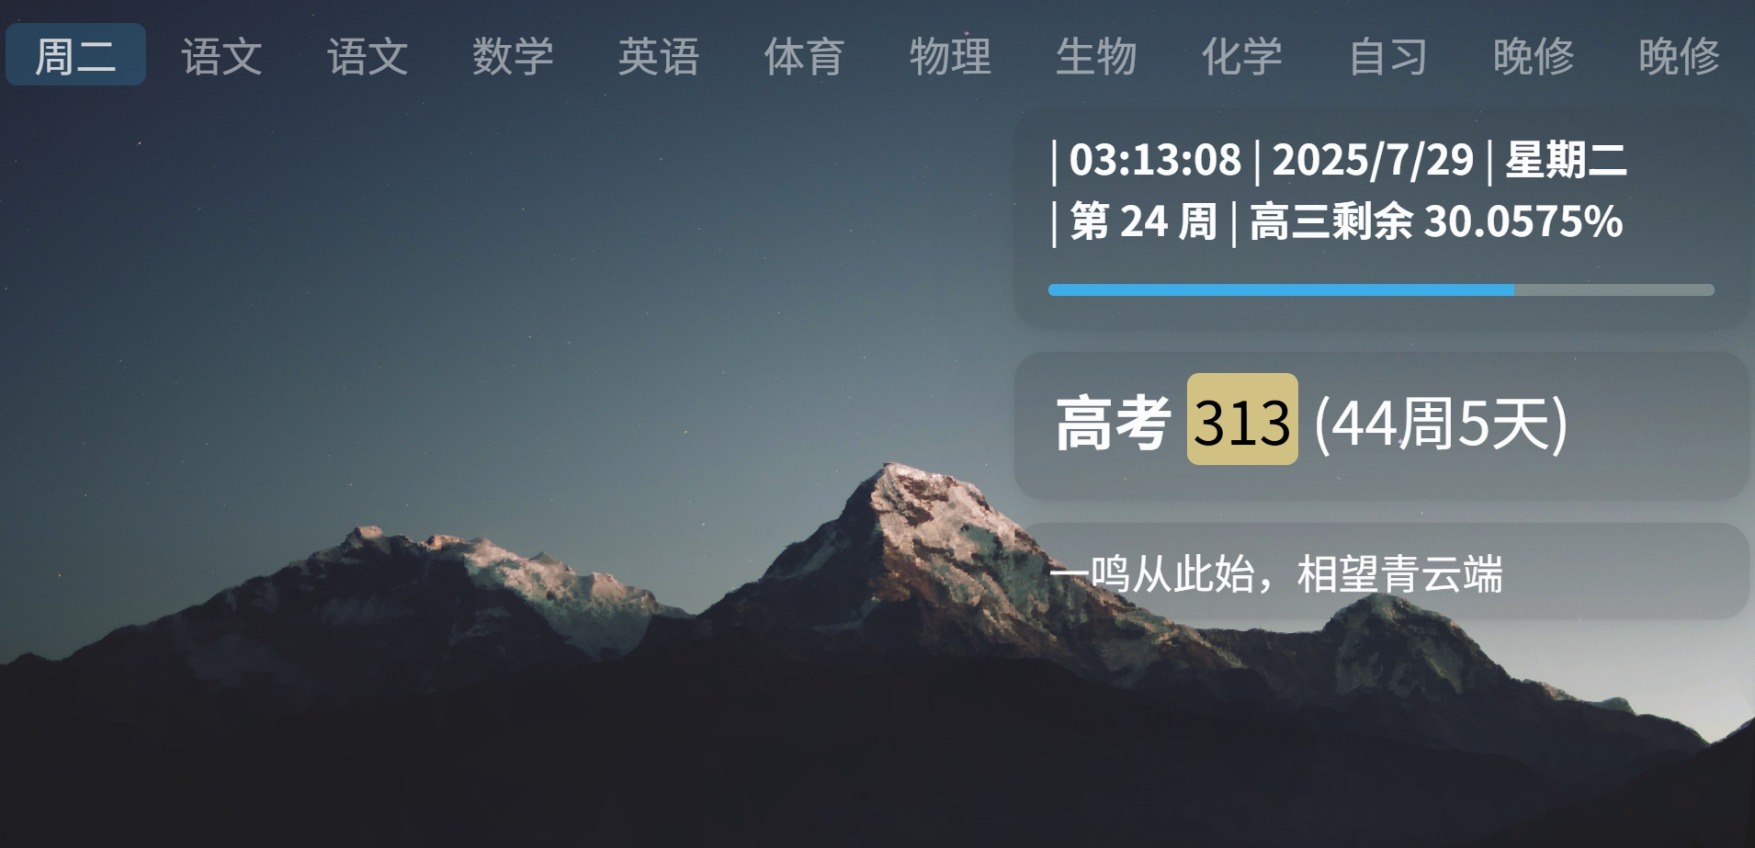 周二 语文 语文 数学 英语 体育 物理 生物 化学 自习 晚修 晚修
| 03:13:08 | 2025/7/29 | 星期二
| 第 24 周 | 高三剩余 30.0575%
高考 313 (44周5天)
一鸣从此始，相望青云端